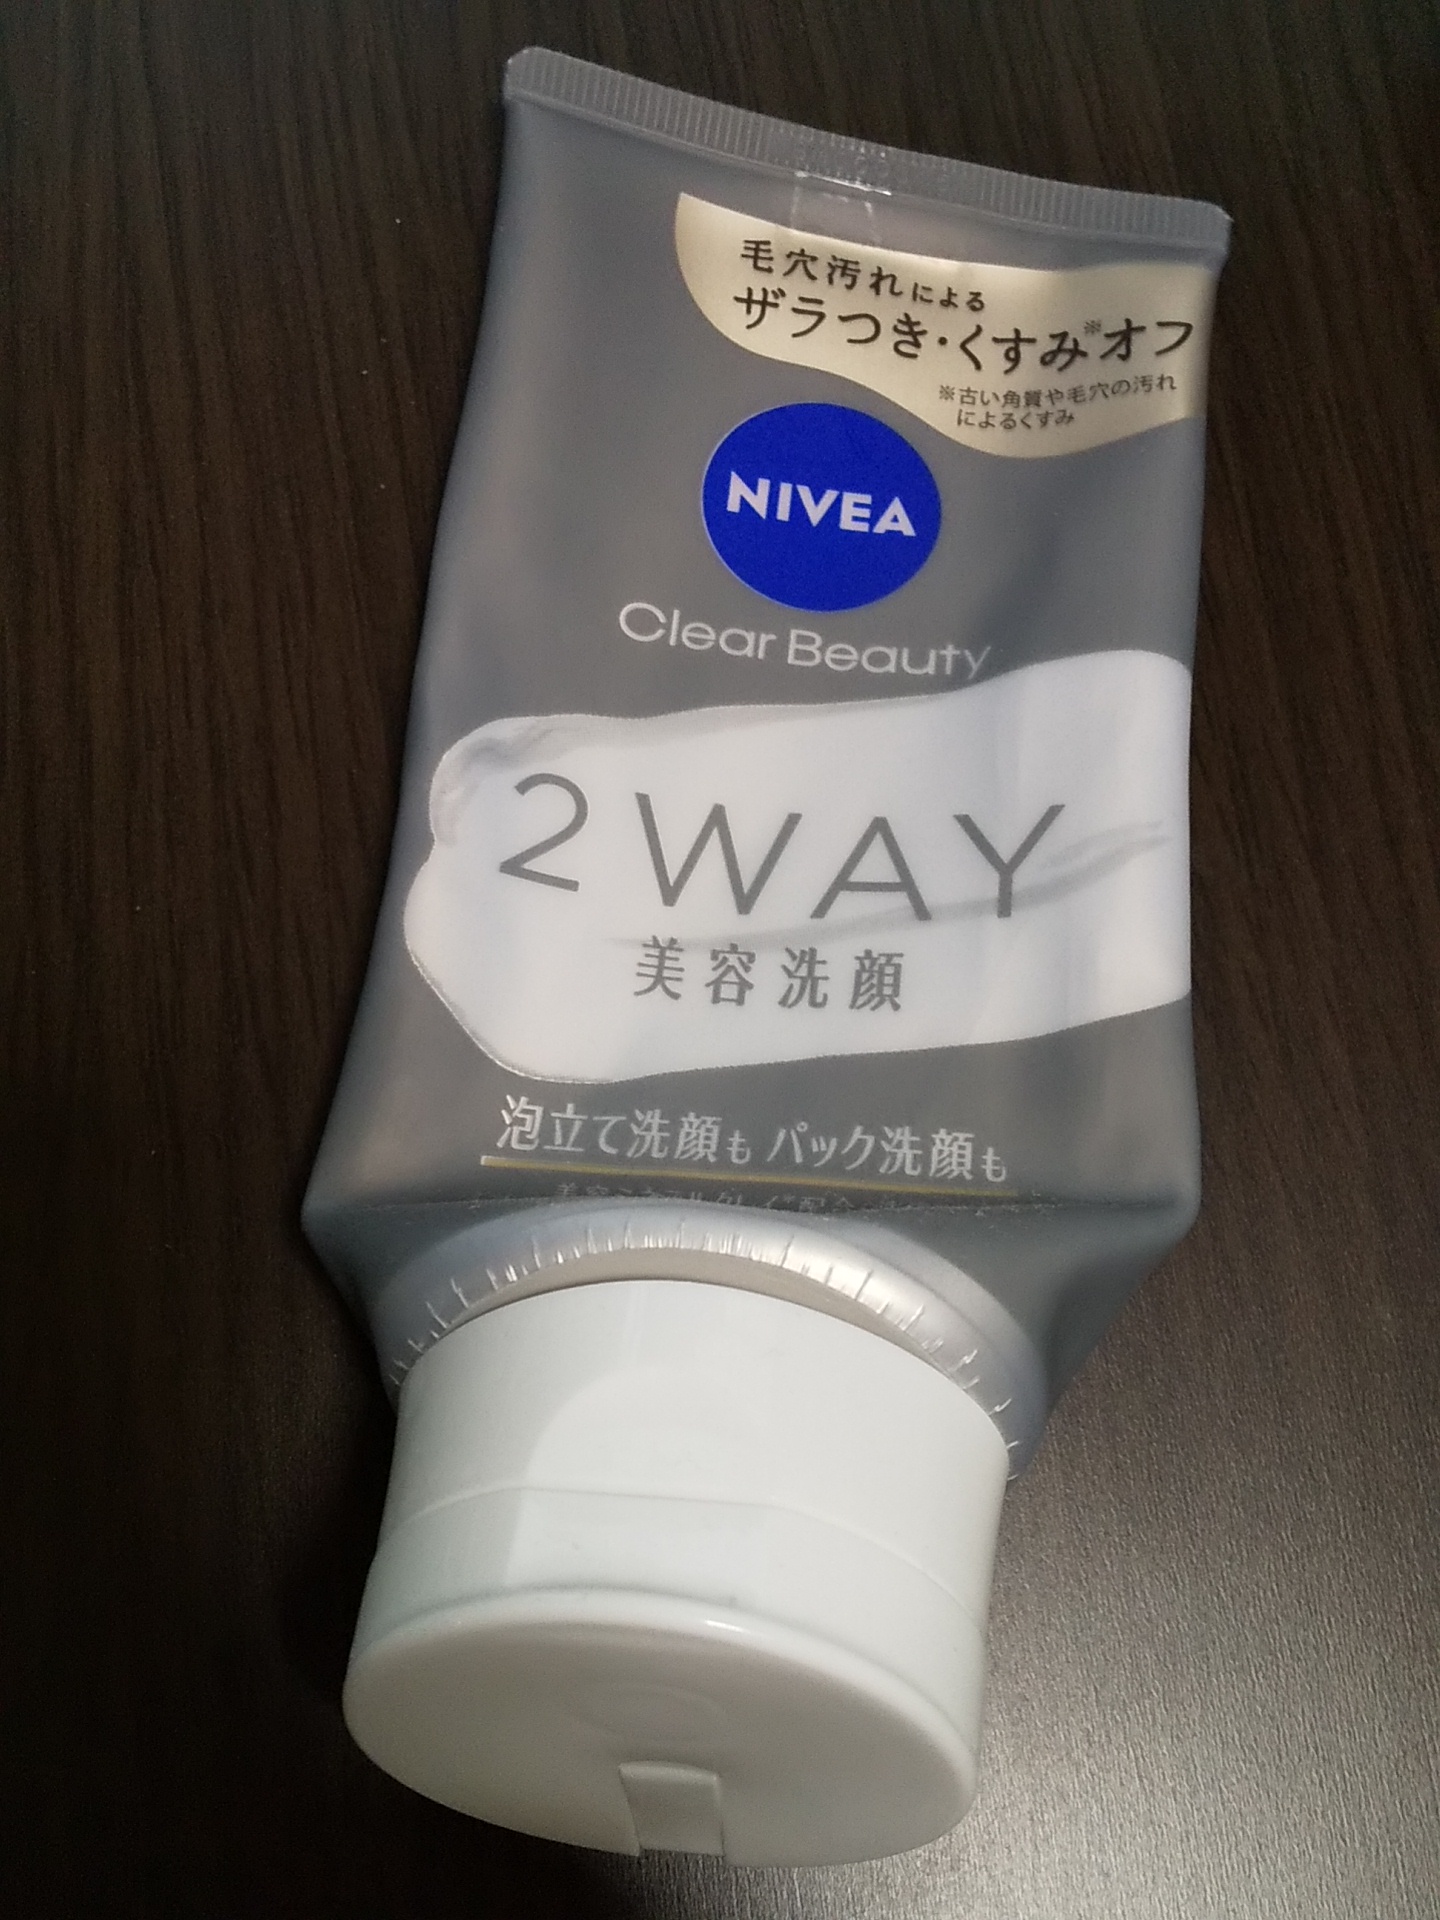 毛穴汚れによる
ザラつき・くすみ※オフ
※古い角質や毛穴の汚れ
によるくすみ
NIVEA
Clear Beauty
2WAY
美容洗顔
泡立て洗顔も パック洗顔も